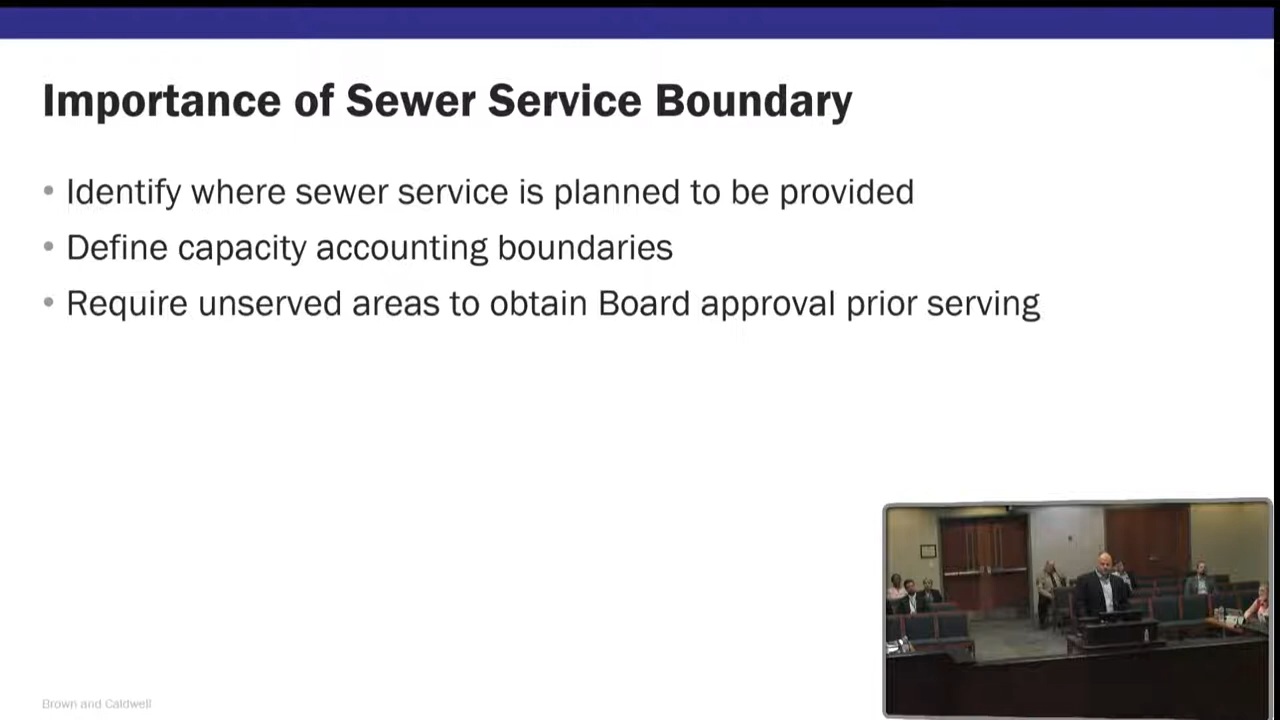 Importance of Sewer Service Boundary
• Identify where sewer service is planned to be provided
• Define capacity accounting boundaries
• Require unserved areas to obtain Board approval prior serving
Brown and Caldwell